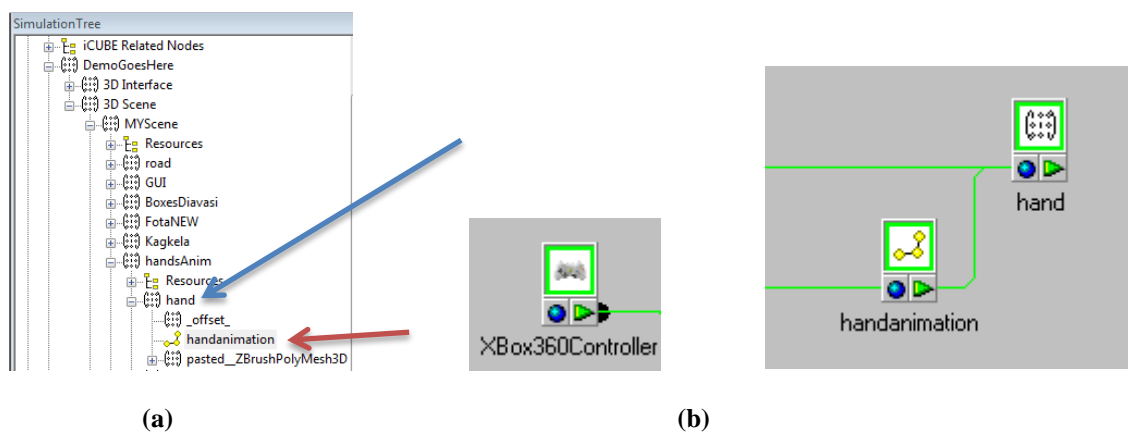 SimulationTree
iCUBE Related Nodes
DemoGoesHere
3D Interface
3D Scene
MYScene
Resources
road
GUI
BoxesDiavasi
FotaNEW
Kagkela
handsAnim
Resources
hand
_offset_
handanimation
pasted__ZBrushPolyMesh3D
XBox360Controller
hand
handanimation
(a)
(b)